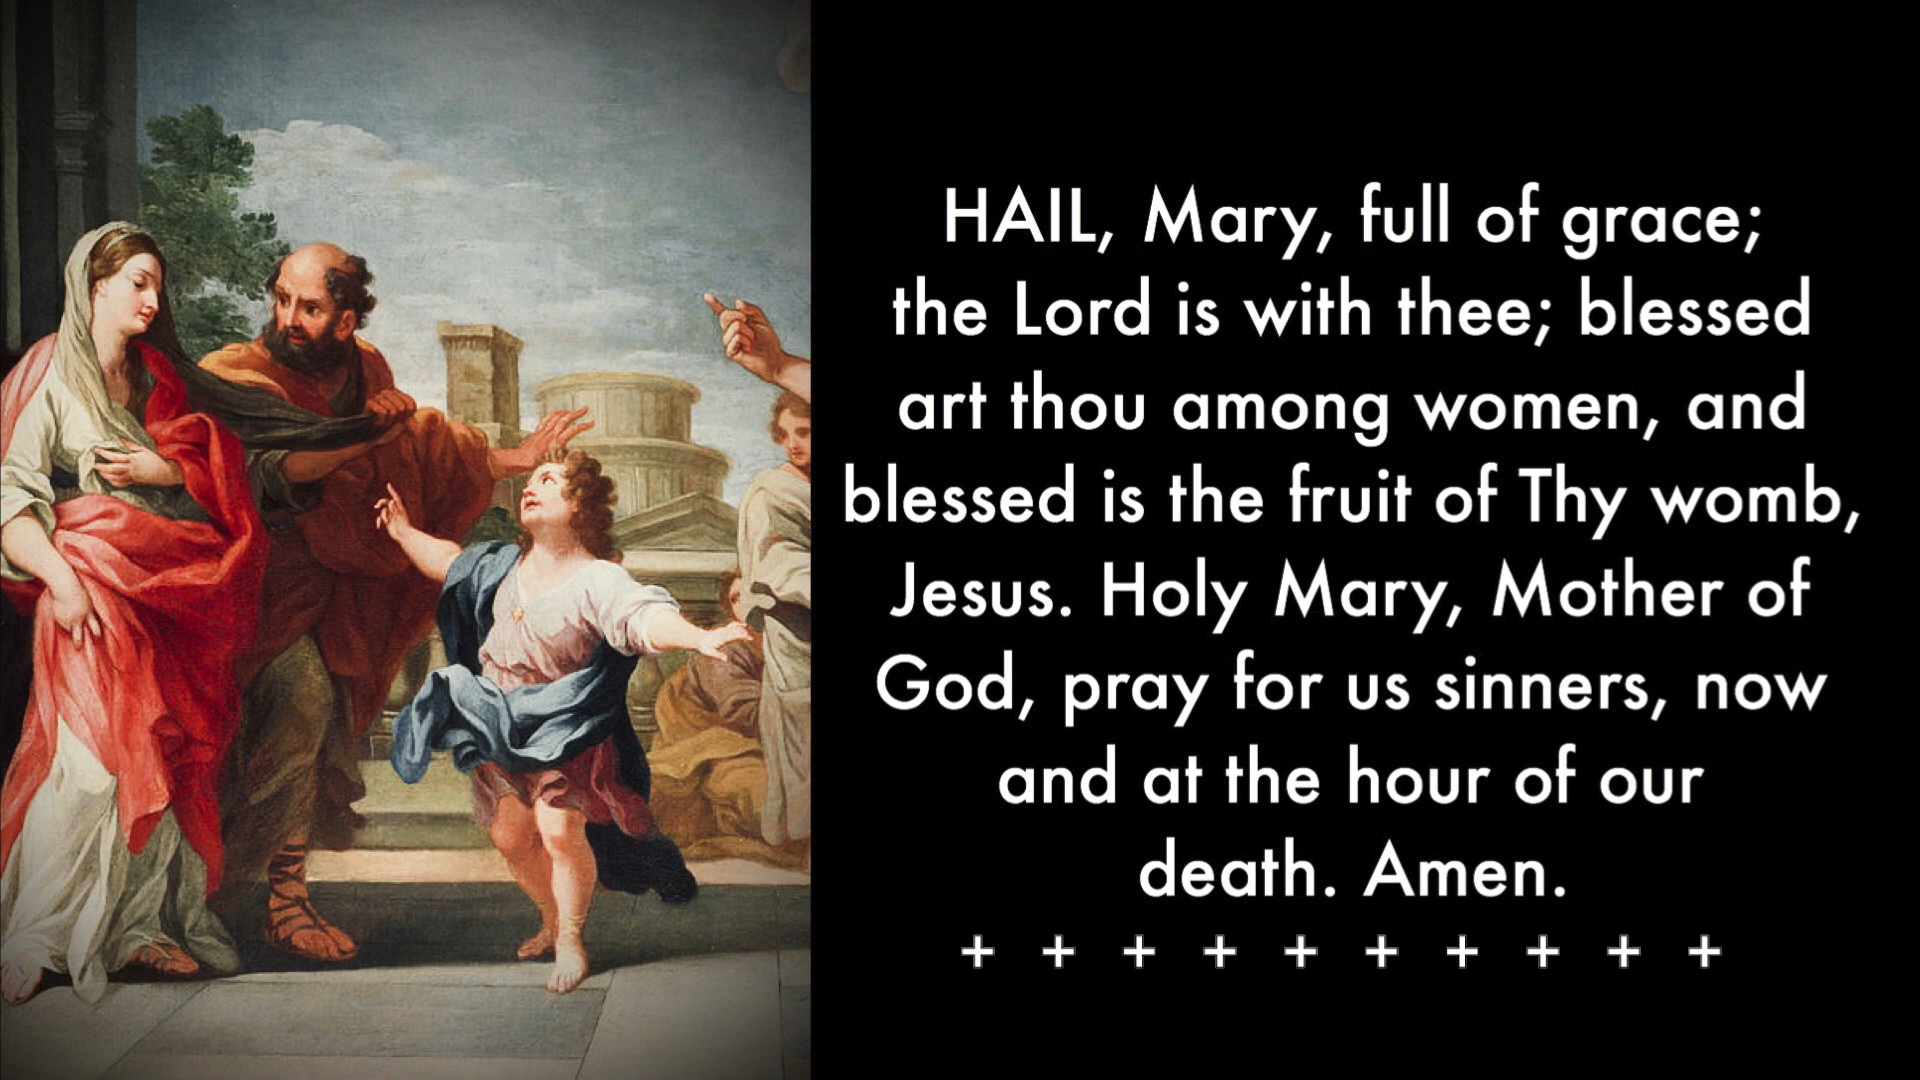 HAIL, Mary, full of grace;
the Lord is with thee; blessed
art thou among women, and
blessed is the fruit of Thy womb,
Jesus. Holy Mary, Mother of
God, pray for us sinners, now
and at the hour of our
death. Amen.
+ + + + + + + + + +